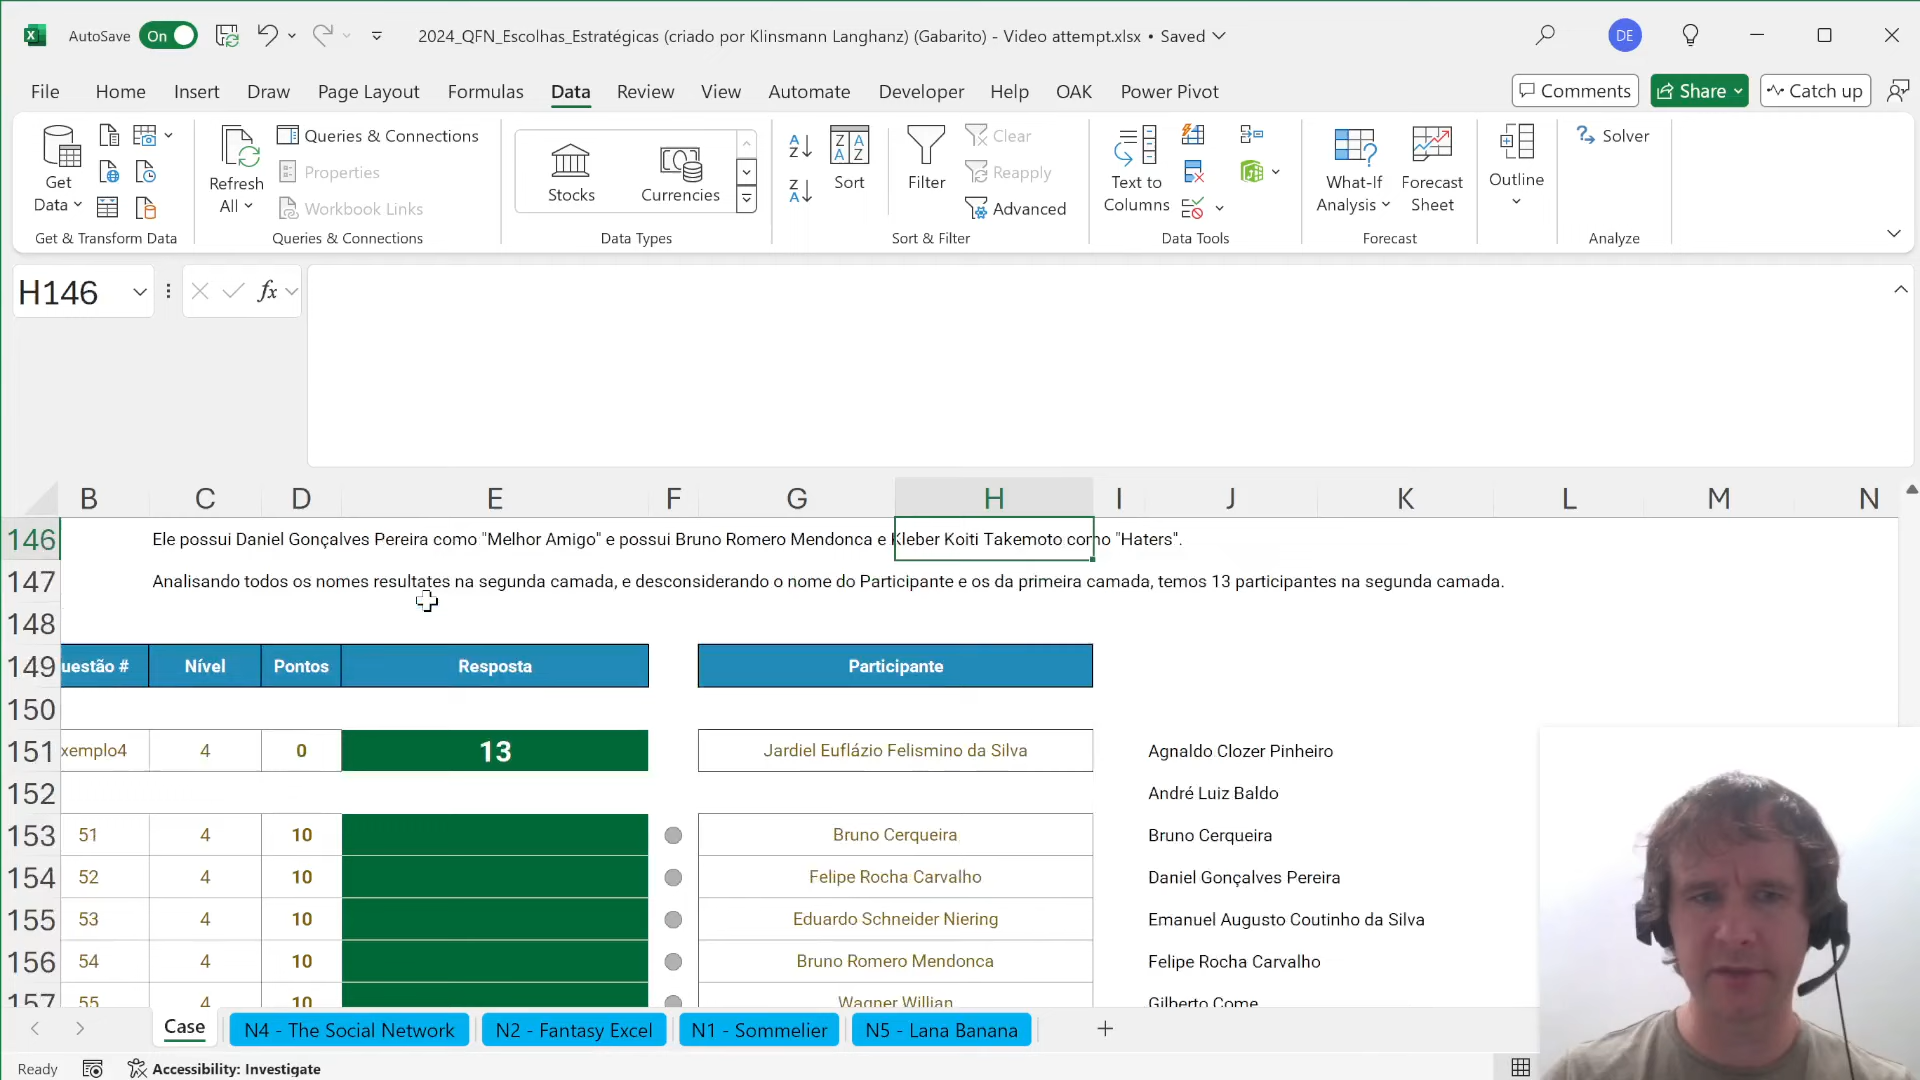 AutoSave On 2024_QFN_Escolhas_Estratégicas (criado por Klinsmann Langhanz) (Gabarito) - Video attempt.xlsx • Saved DE
File Home Insert Draw Page Layout Formulas Data Review View Automate Developer Help OAK Power Pivot Comments Share Catch up
Get Data
Refresh All
Queries & Connections
Properties
Workbook Links
Stocks
Currencies
Sort
Filter
Clear
Reapply
Advanced
Text to Columns
What-If Analysis
Forecast Sheet
Outline
Solver
Get & Transform Data Queries & Connections Data Types Sort & Filter Data Tools Forecast Analyze
H146 fx
B C D E F G H I J K L M N
146 Ele possui Daniel Gonçalves Pereira como "Melhor Amigo" e possui Bruno Romero Mendonca e Kleber Koiti Takemoto como "Haters".
147 Analisando todos os nomes resultates na segunda camada, e desconsiderando o nome do Participante e os da primeira camada, temos 13 participantes na segunda camada.
148
149 uestão # Nível Pontos Resposta Participante
150
151 xemplo4 4 0 13 Jardiel Euflázio Felismino da Silva Agnaldo Clozer Pinheiro
152 André Luiz Baldo
153 51 4 10 Bruno Cerqueira Bruno Cerqueira
154 52 4 10 Felipe Rocha Carvalho Daniel Gonçalves Pereira
155 53 4 10 Eduardo Schneider Niering Emanuel Augusto Coutinho da Silva
156 54 4 10 Bruno Romero Mendonca Felipe Rocha Carvalho
157 55 4 10 Wagner Willian Gilberto Come
Case N4 - The Social Network N2 - Fantasy Excel N1 - Sommelier N5 - Lana Banana
Ready Accessibility: Investigate